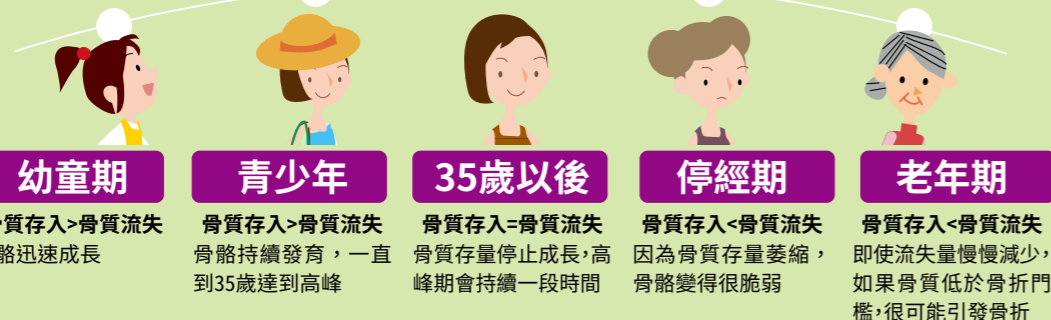 幼童期
質存入>骨質流失
骼迅速成長
青少年
骨質存入>骨質流失
骨骼持續發育，一直
到35歲達到高峰
35歲以後
骨質存入=骨質流失
骨質存量停止成長，高
峰期會持續一段時間
停經期
骨質存入<骨質流失
因為骨質存量萎縮，
骨骼變得很脆弱
老年期
骨質存入<骨質流失
即使流失量慢慢減少，
如果骨質低於骨折門
檻，很可能引發骨折